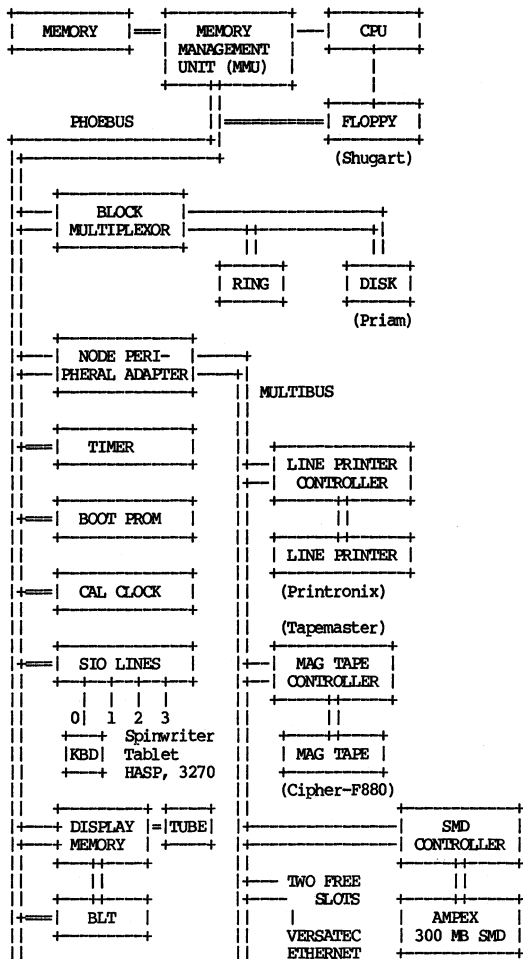 MEMORY
MEMORY MANAGEMENT UNIT (MMU)
CPU
PHOEBUS
FLOPPY
(Shugart)
BLOCK MULTIPLEXOR
RING
DISK
(Priam)
NODE PERI-
PHERAL ADAPTER
MULTIBUS
TIMER
LINE PRINTER CONTROLLER
BOOT PROM
LINE PRINTER
CAL CLOCK
(Printronix)
(Tapemaster)
SIO LINES
MAG TAPE CONTROLLER
0 1 2 3
Spinwriter
KBD
Tablet
MAG TAPE
HASP, 3270
(Cipher-F880)
DISPLAY MEMORY
TUBE
SMD CONTROLLER
TWO FREE SLOTS
BLT
AMPEX
VERSATEC
300 MB SMD
ETHERNET